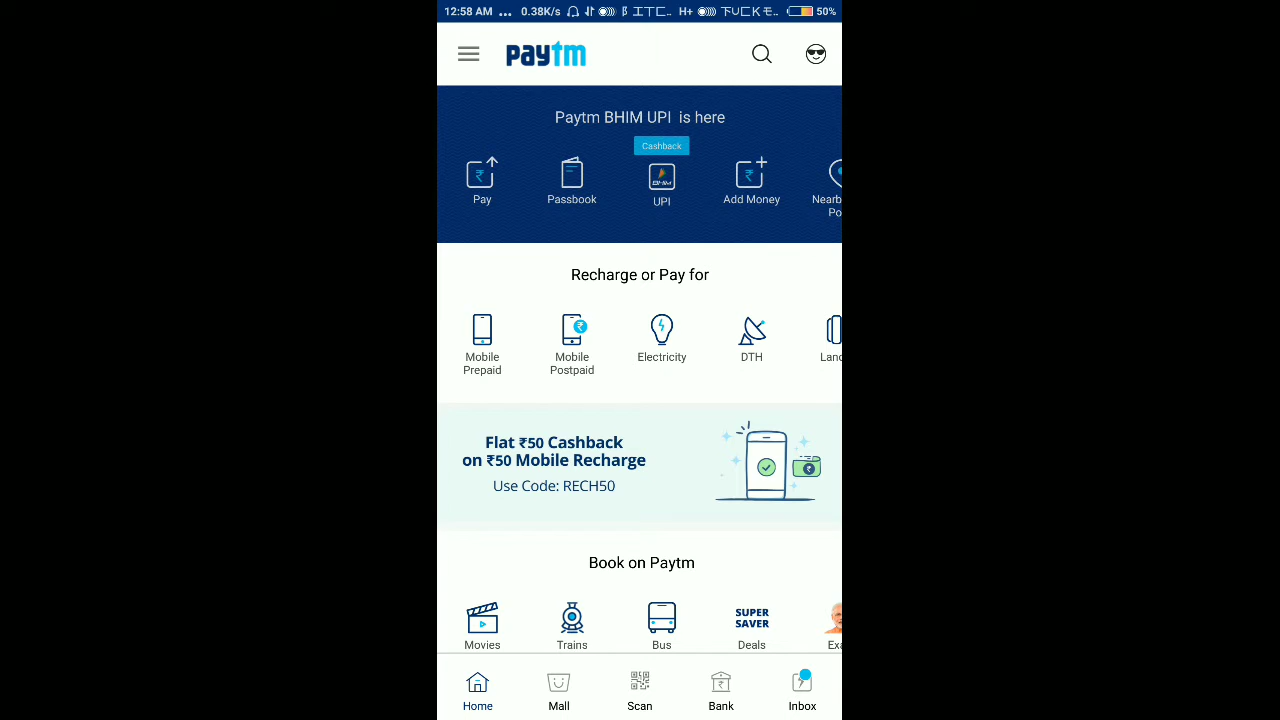 12:58 AM ... 0.38K/s H+ 50%
paytm
Paytm BHIM UPI is here
Cashback
BHIM
Pay
Passbook
UPI
Add Money
Recharge or Pay for
Mobile
Prepaid
Mobile
Postpaid
Electricity
DTH
Flat ₹50 Cashback
on ₹50 Mobile Recharge
Use Code: RECH50
Book on Paytm
SUPER
SAVER
Movies
Trains
Bus
Deals
Home
Mall
Scan
Bank
Inbox